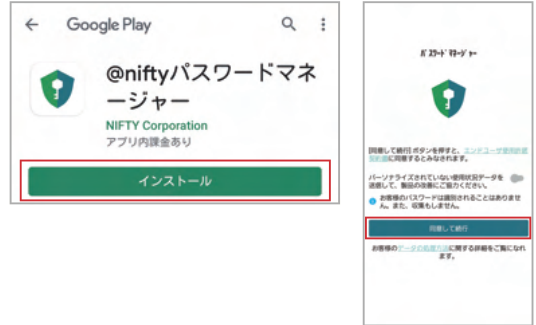 Google Play
@niftyパスワードマネ
ージャー
NIFTY Corporation
アプリ内課金あり
インストール
パスワード マネージャー
[同意して続行] ボタンを押すと、エンドユーザ使用許諾
契約書に同意するとみなされます。
パーソナライズされていない使用状況データを
送信して、製品の改善にご協力ください。
お客様のパスワードは識別されることはありませ
ん。また、収集もしません。
同意して続行
お客様のデータの処理方法に関する詳細をご覧になれ
ます。